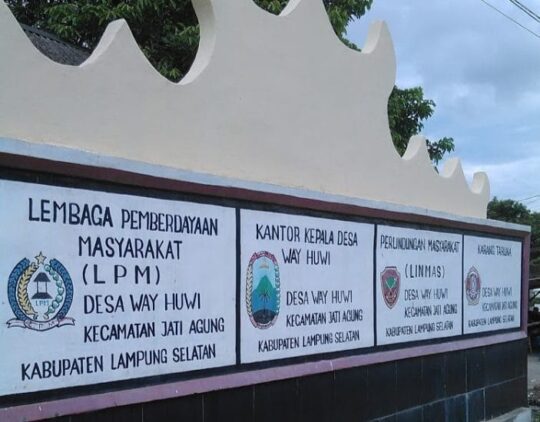 LEMBAGA PEMBERDAYAAN
MASYARAKAT
(LPM)
LPM
DESA WAY HUWI
KECAMATAN JATI AGUNG
KABUPATEN LAMPUNG SELATAN
KANTOR KEPALA DESA
WAY HUWI
DESA WAY HUWI
KECAMATAN JATI AGUNG
KABUPATEN LAMPUNG SELATAN
PERLINDUNGAN MASYARAKAT
(LINMAS)
DESA WAY HUWI
KECAMATAN JATI AGUNG
KABUPATEN LAMPUNG SELATAN
KARANG TARUNA
DESA WAY HUWI
KECAMATAN JATI AGUNG
KABUPATEN LAMPUNG SELATAN